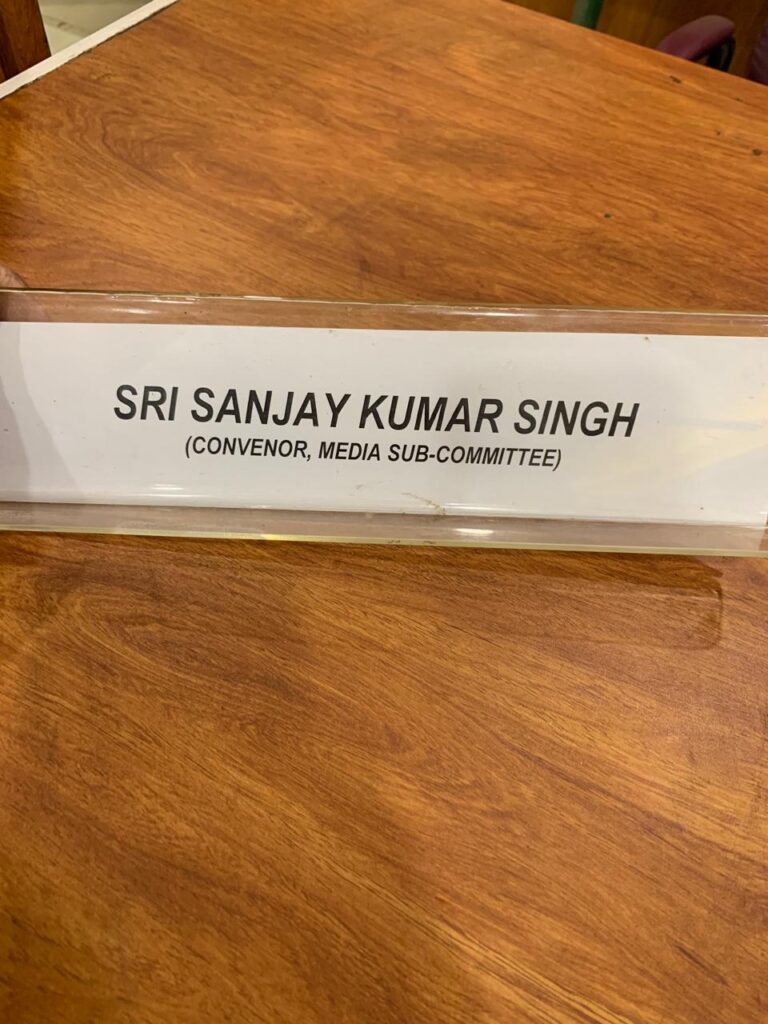 SRI SANJAY KUMAR SINGH
(CONVENOR, MEDIA SUB-COMMITTEE)